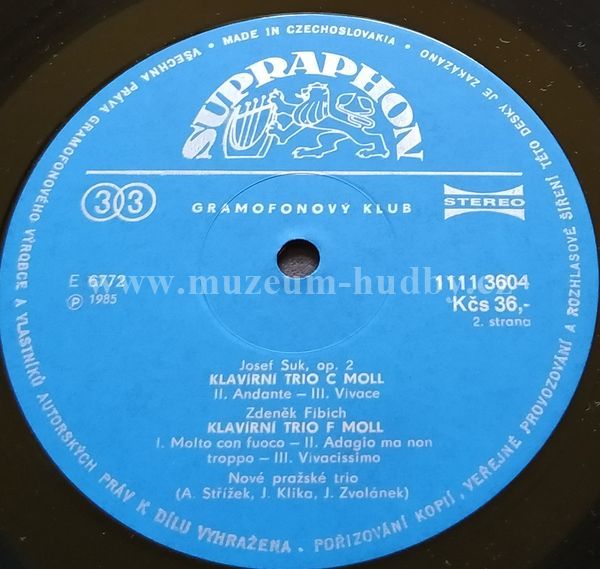 VŠECHNA PRÁVA GRAMOFONOVÉHO VÝROBCE A VLASTNÍKŮ AUTORSKÝCH PRÁV K DÍLU VYHRAŽENA. POŘIZOVÁNÍ KOPIÍ, VEŘEJNÉ PROVOZOVÁNÍ A ROZHLASOVÉ ŠÍŘENÍ TÉTO DESKY JE ZAKÁZÁNO • MADE IN CZECHOSLOVAKIA •
SUPRAPHON
33
GRAMOFONOVÝ KLUB
STEREO
www.muzeum-hudby.cz
E 6772
1111 3604
Ⓟ 1985
Kčs 36,-
2. strana
Josef Suk, op. 2
KLAVÍRNÍ TRIO C MOLL
II. Andante – III. Vivace
Zdeněk Fibich
KLAVÍRNÍ TRIO F MOLL
I. Molto con fuoco – II. Adagio ma non
troppo – III. Vivacissimo
Nové pražské trio
(A. Střížek, J. Klika, J. Zvolánek)